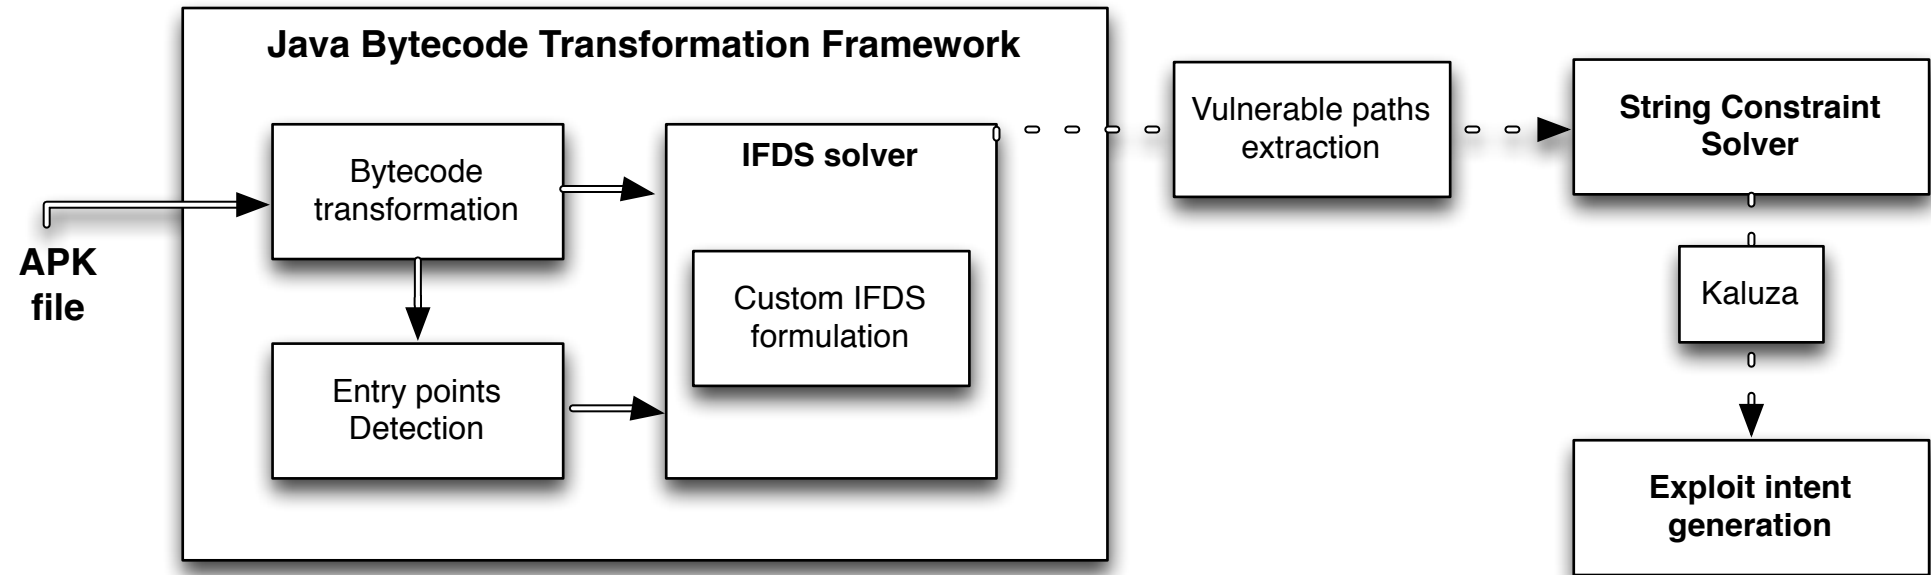 Java Bytecode Transformation Framework
APK
file
Bytecode
transformation
Entry points
Detection
IFDS solver
Custom IFDS
formulation
Vulnerable paths
extraction
String Constraint
Solver
Kaluza
Exploit intent
generation